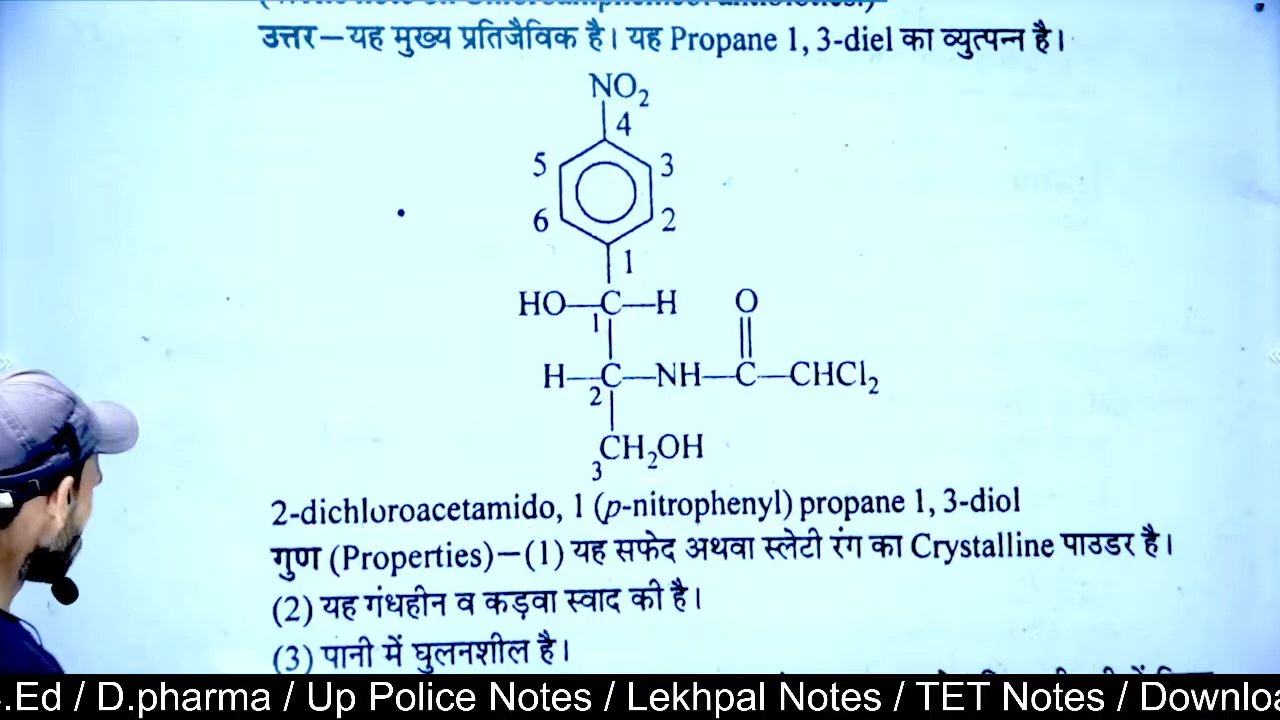 उत्तर—यह मुख्य प्रतिजैविक है। यह Propane 1, 3-diel का व्युत्पन्न है।
NO2
4
5 3
6 2
1
HO—C—H O
1
H—C—NH—C—CHCl2
2
CH2OH
3
2-dichloroacetamido, 1 (p-nitrophenyl) propane 1, 3-diol
गुण (Properties)—(1) यह सफेद अथवा स्लेटी रंग का Crystalline पाउडर है।
(2) यह गंधहीन व कड़वा स्वाद की है।
(3) पानी में घुलनशील है।
.Ed / D.pharma / Up Police Notes / Lekhpal Notes / TET Notes / Downlo